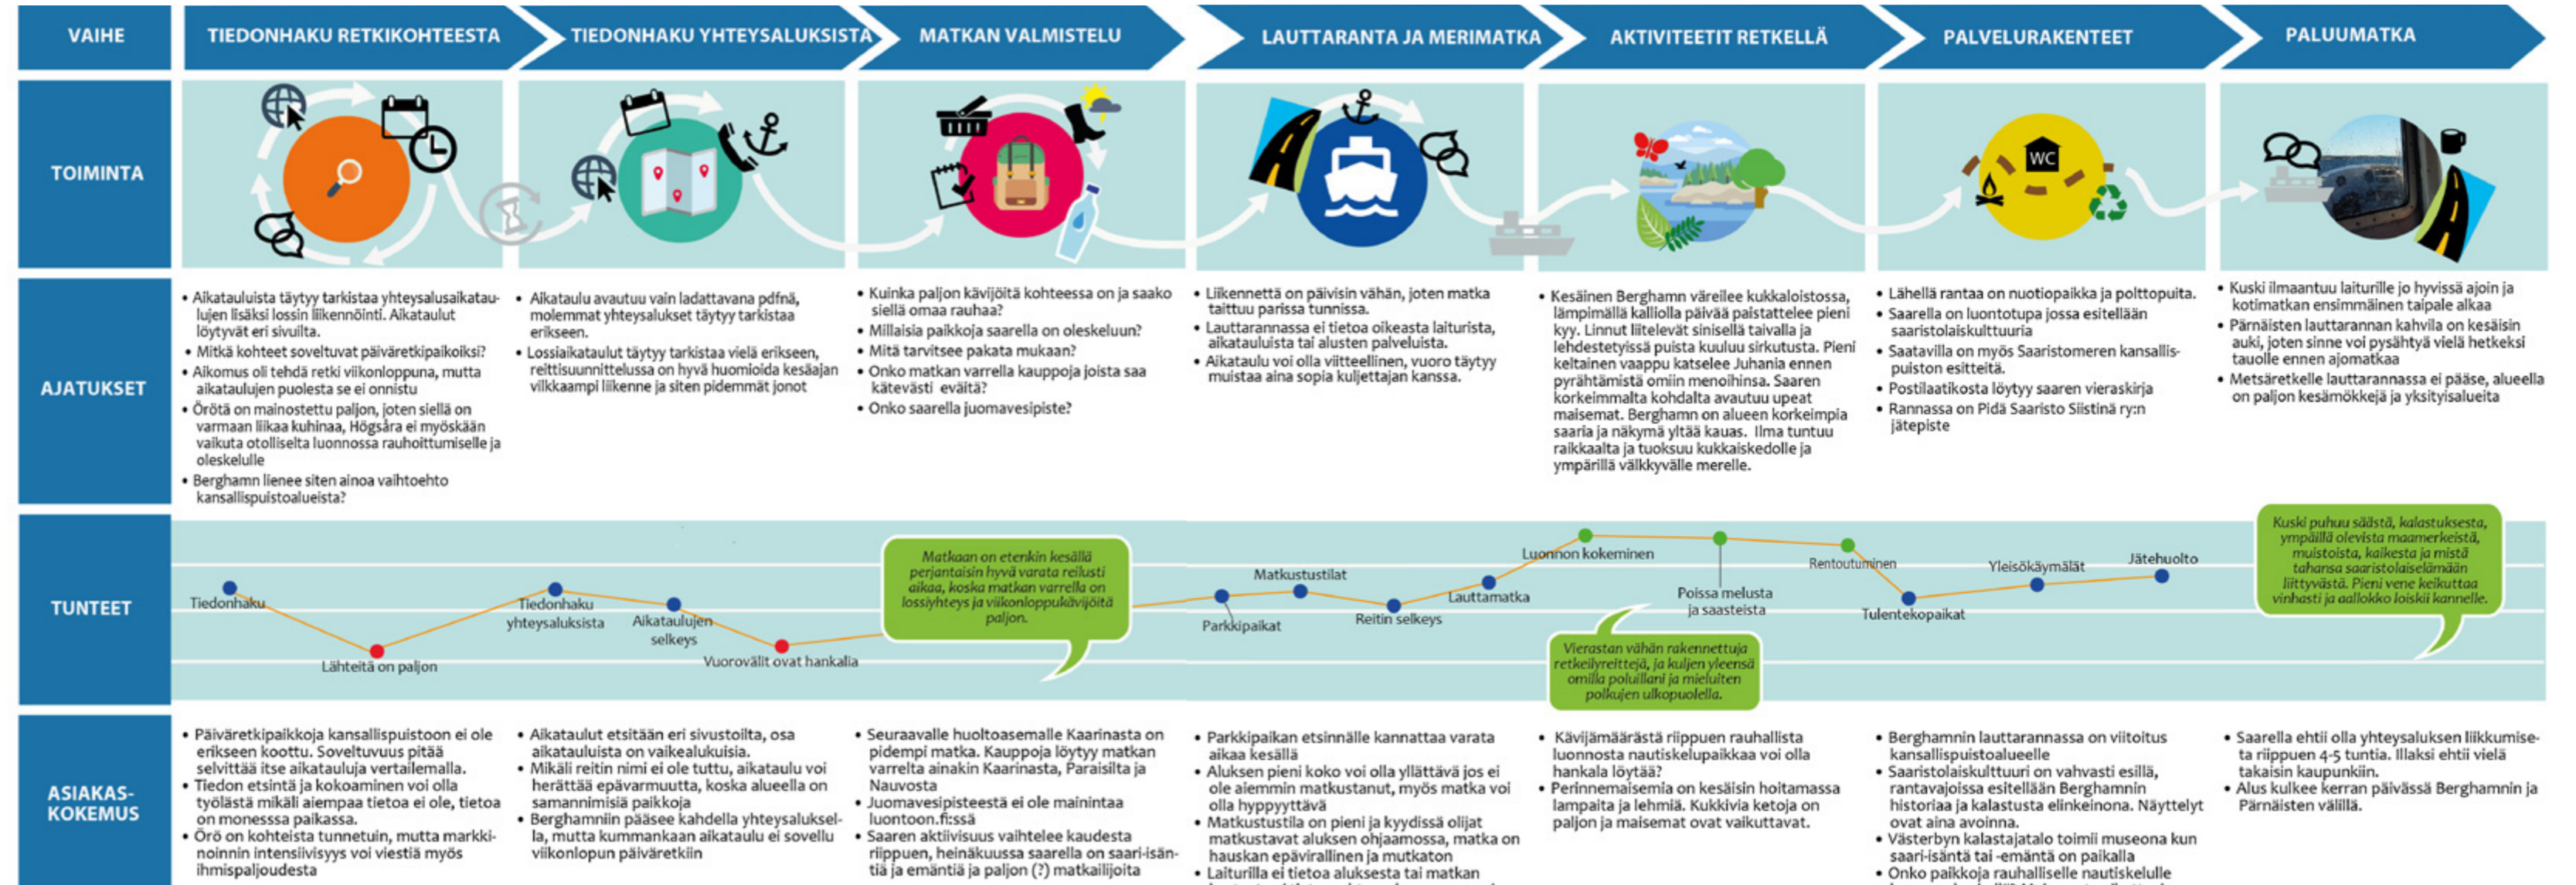 VAIHE
TIEDONHAKU RETKIKOHTEESTA
TIEDONHAKU YHTEYSALUKSISTA
MATKAN VALMISTELU
LAUTTARANTA JA MERIMATKA
AKTIVITEETIT RETKELLÄ
PALVELURAKENTEET
PALUUMATKA
TOIMINTA
WC
AJATUKSET
• Aikatauluista täytyy tarkistaa yhteysalusaikatau-
lujen lisäksi lossin liikennöinti. Aikataulut
löytyvät eri sivuilta.
• Mitkä kohteet soveltuvat päiväretkipaikoiksi?
• Aikomus oli tehdä retki viikonloppuna, mutta
aikataulujen puolesta se ei onnistu
• Örötä on mainostettu paljon, joten siellä on
varmaan liikaa kuhinaa, Högsåra ei myöskään
vaikuta otolliselta luonnossa rauhoittumiselle ja
oleskelulle
• Berghamn lienee siten ainoa vaihtoehto
kansallispuistoalueista?
• Aikataulu avautuu vain ladattavana pdfnä,
molemmat yhteysalukset täytyy tarkistaa
erikseen.
• Lossiaikataulut täytyy tarkistaa vielä erikseen,
reittisuunnittelussa on hyvä huomioida kesäajan
vilkkaampi liikenne ja siten pidemmät jonot
• Kuinka paljon kävijöitä kohteessa on ja saako
siellä omaa rauhaa?
• Millaisia paikkoja saarella on oleskeluun?
• Mitä tarvitsee pakata mukaan?
• Onko matkan varrella kauppoja joista saa
kätevästi eväitä?
• Onko saarella juomavesipiste?
• Liikennettä on päivisin vähän, joten matka
taittuu parissa tunnissa.
• Lauttarannassa ei tietoa oikeasta laiturista,
aikatauluista tai alusten palveluista.
• Aikataulu voi olla viitteellinen, vuoro täytyy
muistaa aina sopia kuljettajan kanssa.
• Kesäinen Berghamn väreilee kukkaloistossa,
lämpimällä kalliolla päivää paistattelee pieni
kyy. Linnut liitelevät sinisellä taivalla ja
lehdestetyissä puista kuuluu sirkutusta. Pieni
keltainen vaappu katselee Juhania ennen
pyrähtämistä omiin menoihinsa. Saaren
korkeimmalta kohdalta avautuu upeat
maisemat. Berghamn on alueen korkeimpia
saaria ja näkymä yltää kauas. Ilma tuntuu
raikkaalta ja tuoksuu kukkaiskedolle ja
ympärillä välkkyvälle merelle.
• Lähellä rantaa on nuotiopaikka ja polttopuita.
• Saarella on luontotupa jossa esitellään
saaristolaiskulttuuria
• Saatavilla on myös Saaristomeren kansallis-
puiston esitteitä.
• Postilaatikosta löytyy saaren vieraskirja
• Rannassa on Pidä Saaristo Siistinä ry:n
jätepiste
• Kuski ilmaantuu laiturille jo hyvissä ajoin ja
kotimatkan ensimmäinen taipale alkaa
• Pärnäisten lauttarannan kahvila on kesäisin
auki, joten sinne voi pysähtyä vielä hetkeksi
tauolle ennen ajomatkaa
• Metsäretkelle lauttarannassa ei pääse, alueella
on paljon kesämökkejä ja yksityisalueita
TUNTEET
Tiedonhaku
Lähteitä on paljon
Tiedonhaku
yhteysaluksista
Aikataulujen
selkeys
Vuorovälit ovat hankalia
Matkaan on etenkin kesällä
perjantaisin hyvä varata reilusti
aikaa, koska matkan varrella on
lossiyhteys ja viikonloppukävijöitä
paljon.
Parkkipaikat
Matkustustilat
Reitin selkeys
Lauttamatka
Luonnon kokeminen
Poissa melusta
ja saasteista
Vierastan vähän rakennettuja
retkeilyreittejä, ja kuljen yleensä
omilla poluillani ja mieluiten
polkujen ulkopuolella.
Rentoutuminen
Tulentekopaikat
Yleisökäymälät
Jätehuolto
Kuski puhuu säästä, kalastuksesta,
ympäillä olevista maamerkeistä,
muistoista, kaikesta ja mistä
tahansa saaristolaiselämään
liittyvästä. Pieni vene keikuttaa
vinhasti ja aallokko loiskii kannelle.
ASIAKAS-
KOKEMUS
• Päiväretkipaikkoja kansallispuistoon ei ole
erikseen koottu. Soveltuvuus pitää
selvittää itse aikatauluja vertailemalla.
• Tiedon etsintä ja kokoaminen voi olla
työlästä mikäli aiempaa tietoa ei ole, tietoa
on monesssa paikassa.
• Örö on kohteista tunnetuin, mutta markki-
noinnin intensiivisyys voi viestiä myös
ihmispaljoudesta
• Aikataulut etsitään eri sivustoilta, osa
aikatauluista on vaikealukuisia.
• Mikäli reitin nimi ei ole tuttu, aikataulu voi
herättää epävarmuutta, koska alueella on
samannimisiä paikkoja
• Berghamniin pääsee kahdella yhteysaluksel-
la, mutta kummankaan aikataulu ei sovellu
viikonlopun päiväretkiin
• Seuraavalle huoltoasemalle Kaarinasta on
pidempi matka. Kauppoja löytyy matkan
varrelta ainakin Kaarinasta, Paraisilta ja
Nauvosta
• Juomavesipisteestä ei ole mainintaa
luontoon.fi:ssä
• Saaren aktiivisuus vaihtelee kaudesta
riippuen, heinäkuussa saarella on saari-isän-
tiä ja emäntiä ja paljon (?) matkailijoita
• Parkkipaikan etsinnälle kannattaa varata
aikaa kesällä
• Aluksen pieni koko voi olla yllättävä jos ei
ole aiemmin matkustanut, myös matka voi
olla hyppyyttävä
• Matkustustila on pieni ja kyydissä olijat
matkustavat aluksen ohjaamossa, matka on
hauskan epävirallinen ja mutkaton
• Laiturilla ei tietoa aluksesta tai matkan
• Kävijämäärästä riippuen rauhallista
luonnosta nautiskelupaikkaa voi olla
hankala löytää?
• Perinnemaisemia on kesäisin hoitamassa
lampaita ja lehmiä. Kukkivia ketoja on
paljon ja maisemat ovat vaikuttavat.
• Berghamnin lauttarannassa on viitoitus
kansallispuistoalueelle
• Saaristolaiskulttuuri on vahvasti esillä,
rantavajoissa esitellään Berghamnin
historiaa ja kalastusta elinkeinona. Näyttelyt
ovat aina avoinna.
• Västerbyn kalastajatalo toimii museona kun
saari-isäntä tai -emäntä on paikalla
• Onko paikkoja rauhalliselle nautiskelulle
• Saarella ehtii olla yhteysaluksen liikkumise-
ta riippuen 4-5 tuntia. Illaksi ehtii vielä
takaisin kaupunkiin.
• Alus kulkee kerran päivässä Berghamnin ja
Pärnäisten välillä.